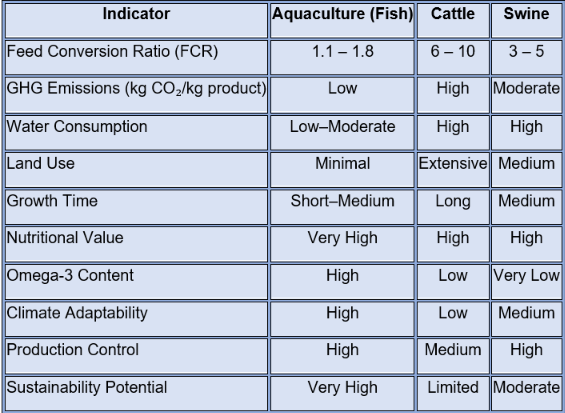 Indicator Aquaculture (Fish) Cattle Swine
Feed Conversion Ratio (FCR) 1.1 – 1.8 6 – 10 3 – 5
GHG Emissions (kg CO₂/kg product) Low High Moderate
Water Consumption Low–Moderate High High
Land Use Minimal Extensive Medium
Growth Time Short–Medium Long Medium
Nutritional Value Very High High High
Omega-3 Content High Low Very Low
Climate Adaptability High Low Medium
Production Control High Medium High
Sustainability Potential Very High Limited Moderate